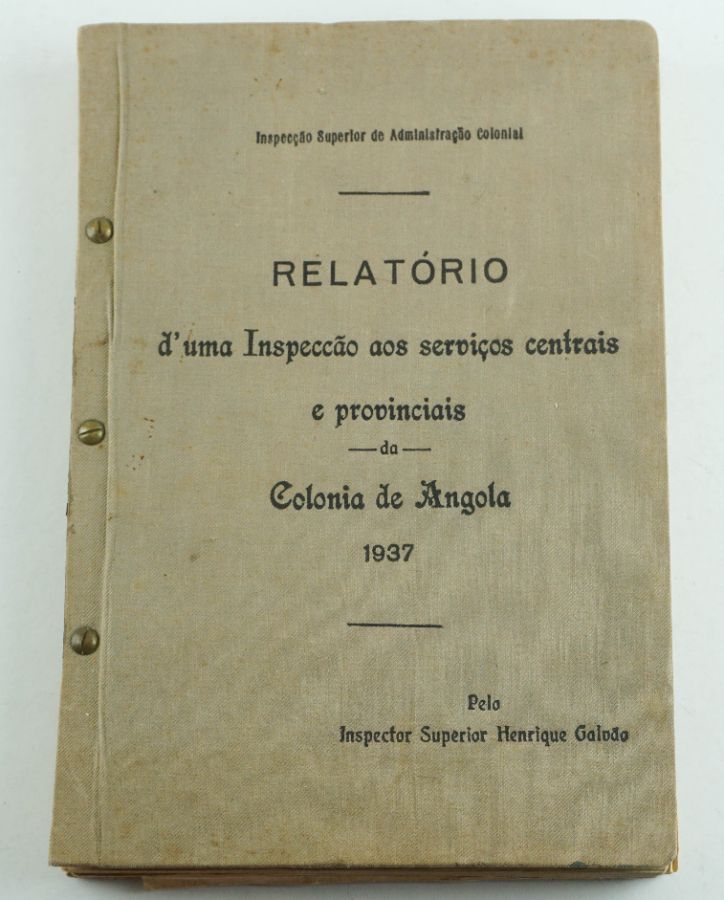 Inspecção Superior de Administração Colonial
RELATÓRIO
d'uma Inspeccão aos serviços centrais
e provinciais
— da —
Colonia de Angola
1937
Pelo
Inspector Superior Henrique Galvão